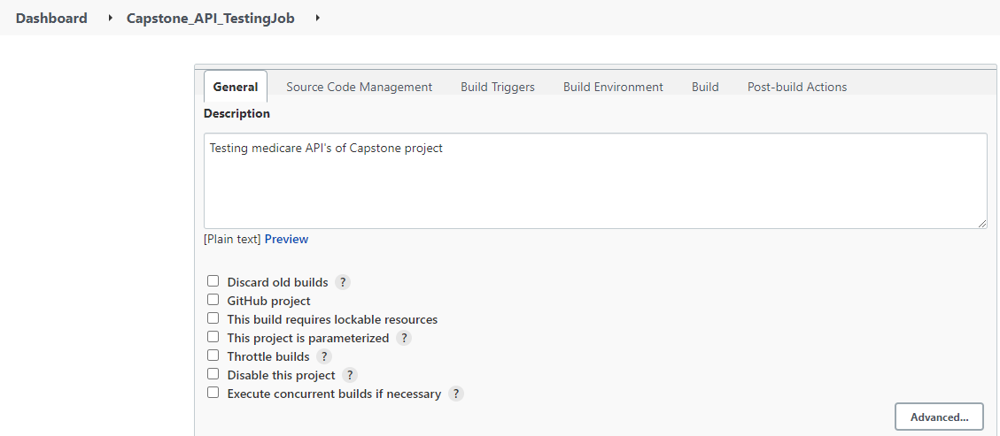 Dashboard Capstone_API_TestingJob
General Source Code Management Build Triggers Build Environment Build Post-build Actions
Description
Testing medicare API's of Capstone project
[Plain text] Preview
Discard old builds ?
GitHub project
This build requires lockable resources
This project is parameterized ?
Throttle builds ?
Disable this project ?
Execute concurrent builds if necessary ?
Advanced...